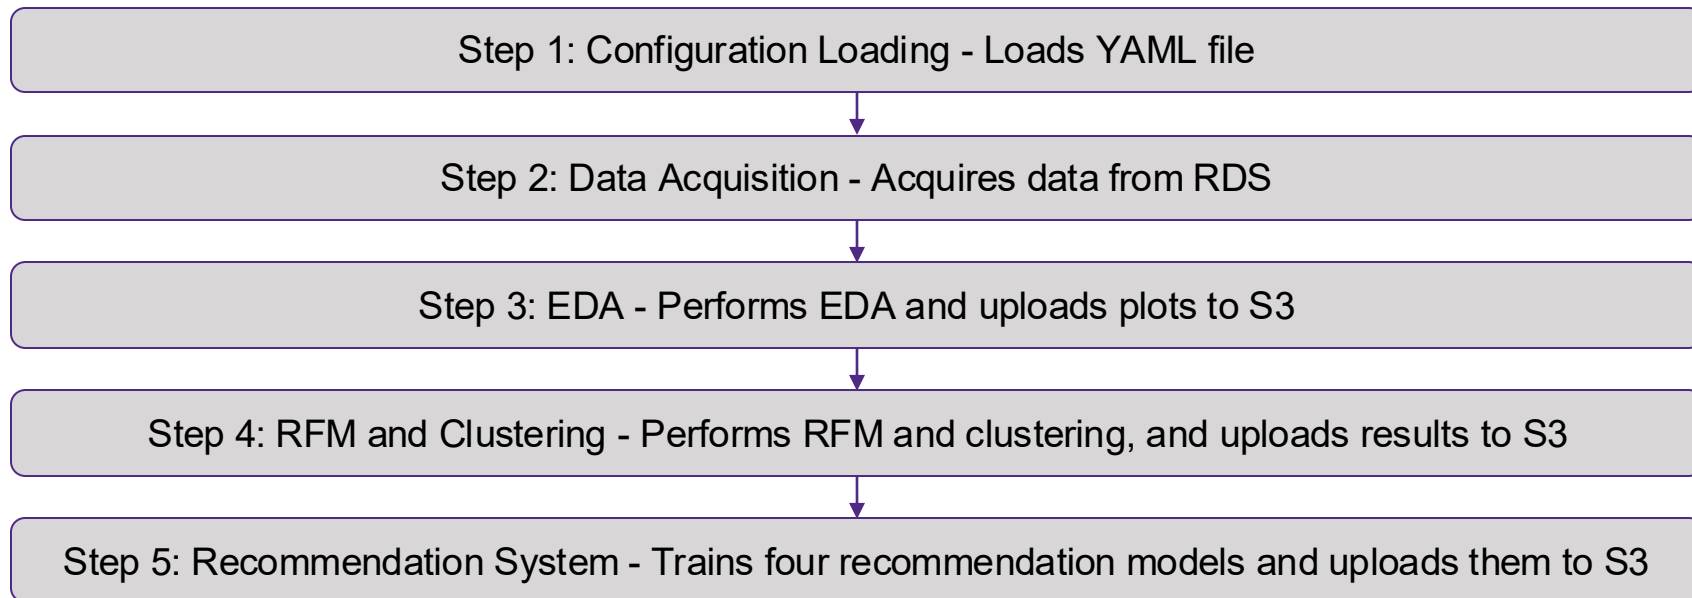 Step 1: Configuration Loading - Loads YAML file
Step 2: Data Acquisition - Acquires data from RDS
Step 3: EDA - Performs EDA and uploads plots to S3
Step 4: RFM and Clustering - Performs RFM and clustering, and uploads results to S3
Step 5: Recommendation System - Trains four recommendation models and uploads them to S3